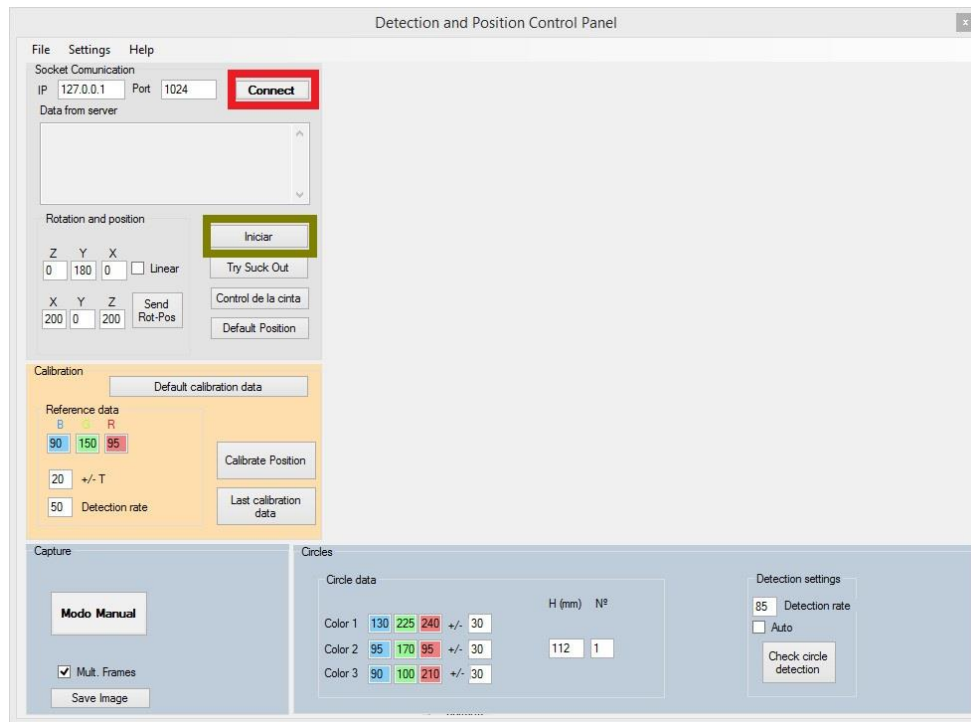 Detection and Position Control Panel
x
File Settings Help
Socket Comunication
IP 127.0.0.1 Port 1024 Connect
Data from server
Rotation and position
Iniciar
Z Y X
0 180 0 Linear
Try Suck Out
X Y Z
200 0 200
Send
Rot-Pos
Control de la cinta
Default Position
Calibration
Default calibration data
Reference data
B G R
90 150 95
20 +/- T
50 Detection rate
Calibrate Position
Last calibration
data
Capture
Modo Manual
Mult. Frames
Save Image
Circles
Circle data
H (mm) Nº
Color 1 130 225 240 +/- 30
Color 2 95 170 95 +/- 30
112 1
Color 3 90 100 210 +/- 30
Detection settings
85 Detection rate
Auto
Check circle
detection